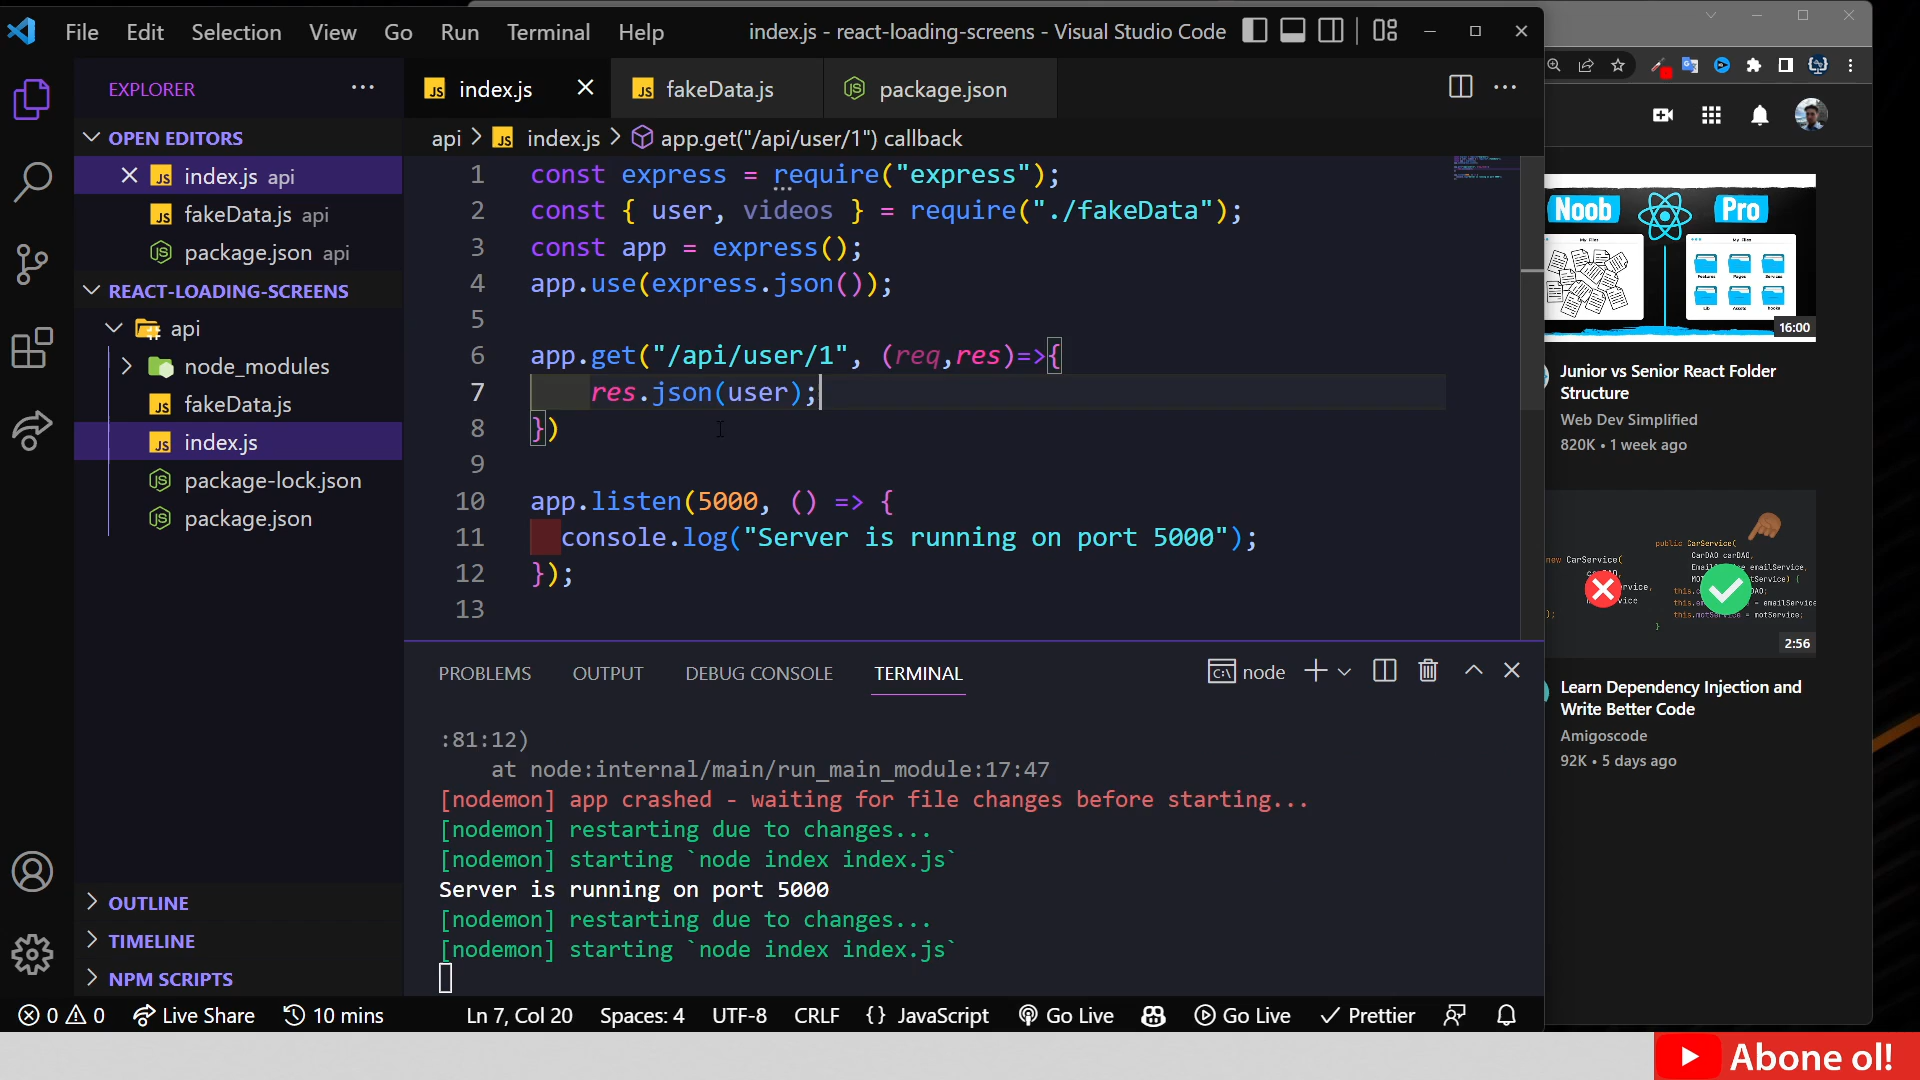 File Edit Selection View Go Run Terminal Help
index.js - react-loading-screens - Visual Studio Code
EXPLORER
OPEN EDITORS
index.js api
fakeData.js api
package.json api
REACT-LOADING-SCREENS
api
node_modules
fakeData.js
index.js
package-lock.json
package.json
OUTLINE
TIMELINE
NPM SCRIPTS
index.js
fakeData.js
package.json
api > index.js > app.get("/api/user/1") callback
1 const express = require("express");
2 const { user, videos } = require("./fakeData");
3 const app = express();
4 app.use(express.json());
5
6 app.get("/api/user/1", (req,res)=>{
7 res.json(user);
8 })
9
10 app.listen(5000, () => {
11 console.log("Server is running on port 5000");
12 });
13
PROBLEMS OUTPUT DEBUG CONSOLE TERMINAL
node
:81:12)
at node:internal/main/run_main_module:17:47
[nodemon] app crashed - waiting for file changes before starting...
[nodemon] restarting due to changes...
[nodemon] starting `node index index.js`
Server is running on port 5000
[nodemon] restarting due to changes...
[nodemon] starting `node index index.js`
0 0 Live Share 10 mins Ln 7, Col 20 Spaces: 4 UTF-8 CRLF {} JavaScript Go Live Go Live Prettier
Noob Pro
My Files
My Files
16:00
Junior vs Senior React Folder
Structure
Web Dev Simplified
820K • 1 week ago
new CarService(
public CarService(
CarDAO carDAO,
2:56
Learn Dependency Injection and
Write Better Code
Amigoscode
92K • 5 days ago
Abone ol!